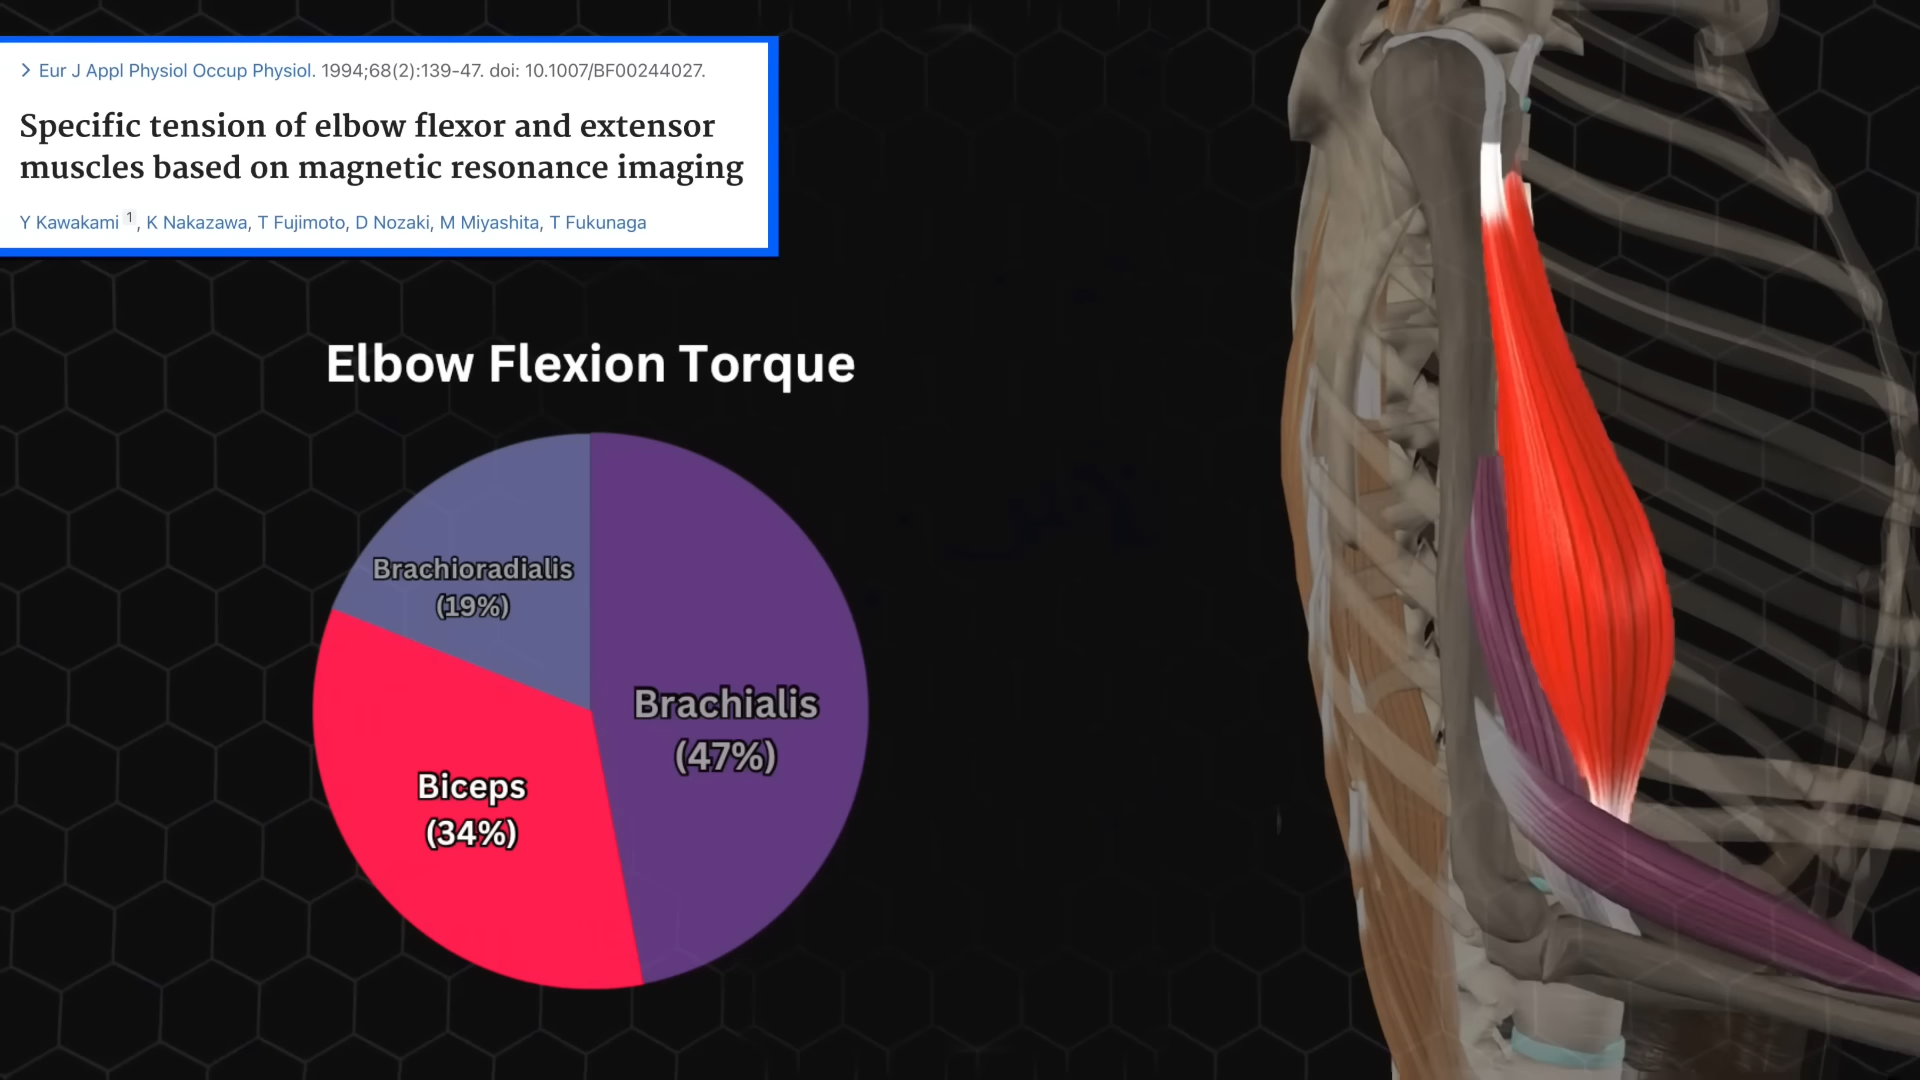 > Eur J Appl Physiol Occup Physiol. 1994;68(2):139-47. doi: 10.1007/BF00244027.
Specific tension of elbow flexor and extensor
muscles based on magnetic resonance imaging
Y Kawakami 1, K Nakazawa, T Fujimoto, D Nozaki, M Miyashita, T Fukunaga
Elbow Flexion Torque
Brachioradialis
(19%)
Brachialis
(47%)
Biceps
(34%)